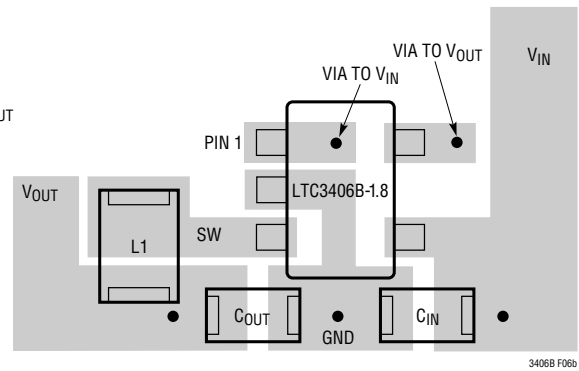 VIA TO VOUT
VIN
VIA TO VIN
OUT
PIN 1
LTC3406B-1.8
VOUT
L1
SW
COUT
CIN
GND
3406B F06b